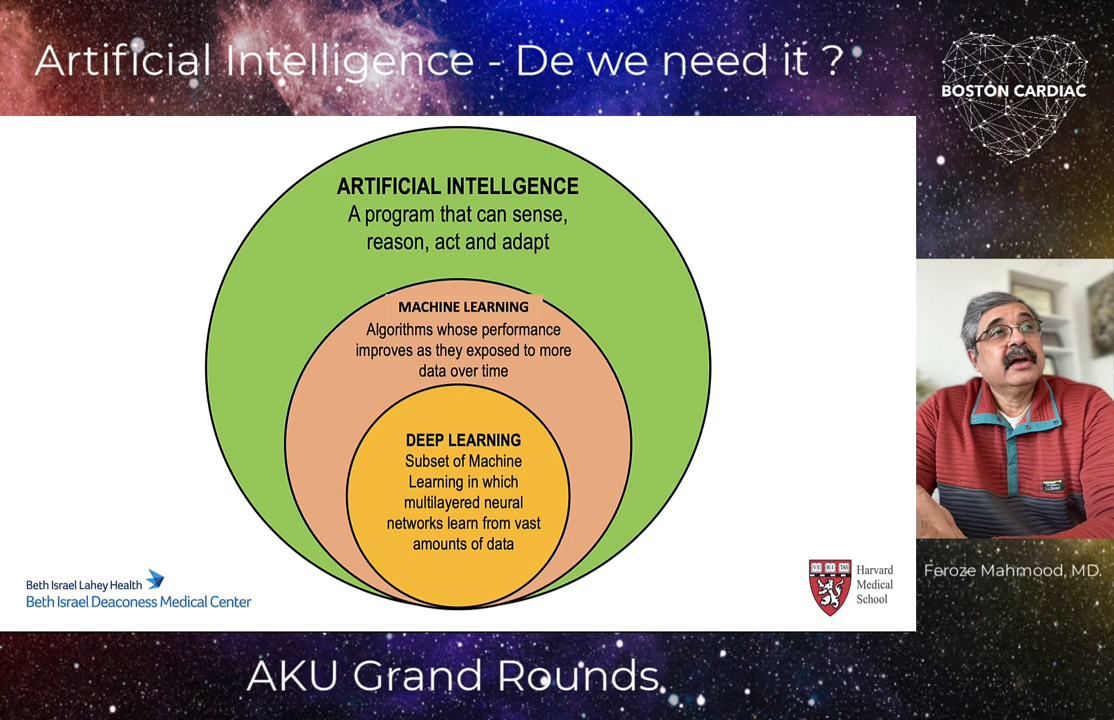 Artificial Intelligence - De we need it ?
BOSTON CARDIAC
ARTIFICIAL INTELLGENCE
A program that can sense,
reason, act and adapt
MACHINE LEARNING
Algorithms whose performance
improves as they exposed to more
data over time
DEEP LEARNING
Subset of Machine
Learning in which
multilayered neural
networks learn from vast
amounts of data
Beth Israel Lahey Health
Beth Israel Deaconess Medical Center
VE RI TAS
Harvard
Medical
School
Feroze Mahmood, MD.
AKU Grand Rounds